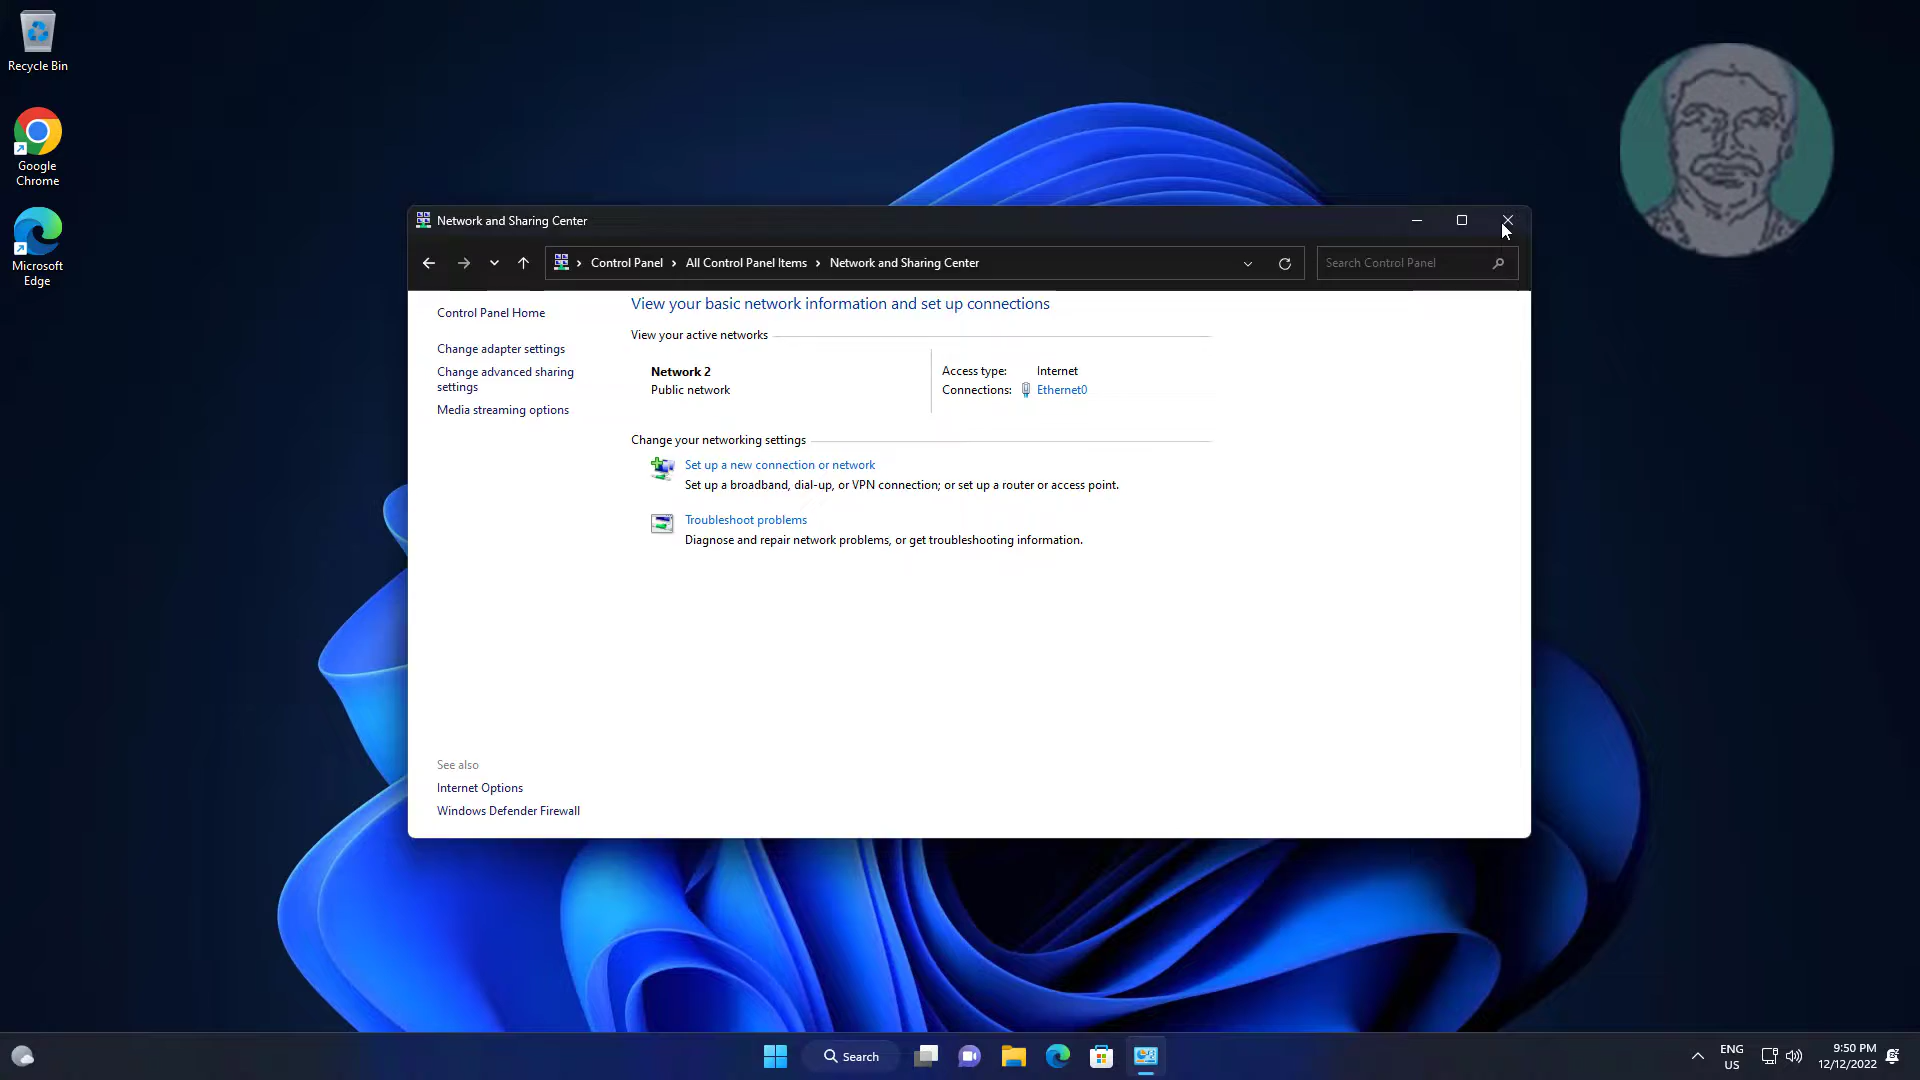 Recycle Bin
Google
Chrome
Microsoft
Edge
Network and Sharing Center
Control Panel
All Control Panel Items
Network and Sharing Center
Search Control Panel
Control Panel Home
Change adapter settings
Change advanced sharing
settings
Media streaming options
See also
Internet Options
Windows Defender Firewall
View your basic network information and set up connections
View your active networks
Network 2
Public network
Access type: Internet
Connections: Ethernet0
Change your networking settings
Set up a new connection or network
Set up a broadband, dial-up, or VPN connection; or set up a router or access point.
Troubleshoot problems
Diagnose and repair network problems, or get troubleshooting information.
Search
ENG
US
9:50 PM
12/12/2022